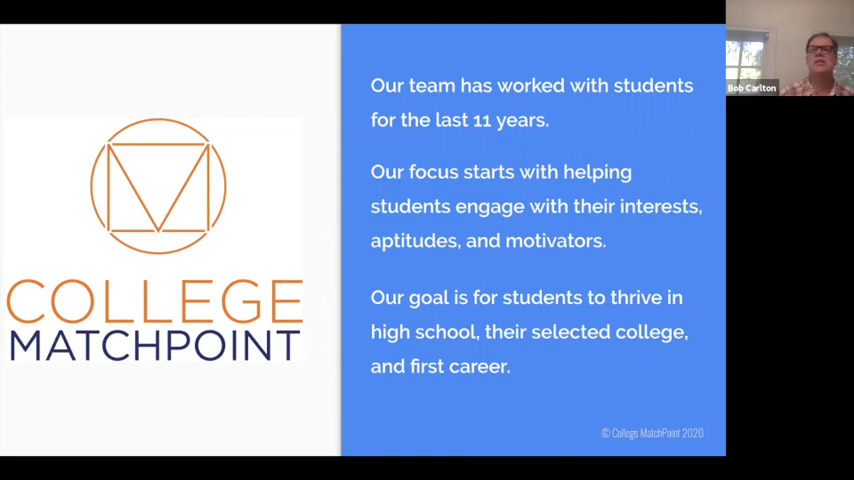 COLLEGE
MATCHPOINT
Our team has worked with students
for the last 11 years.
Our focus starts with helping
students engage with their interests,
aptitudes, and motivators.
Our goal is for students to thrive in
high school, their selected college,
and first career.
© College MatchPoint 2020
Bob Carlton